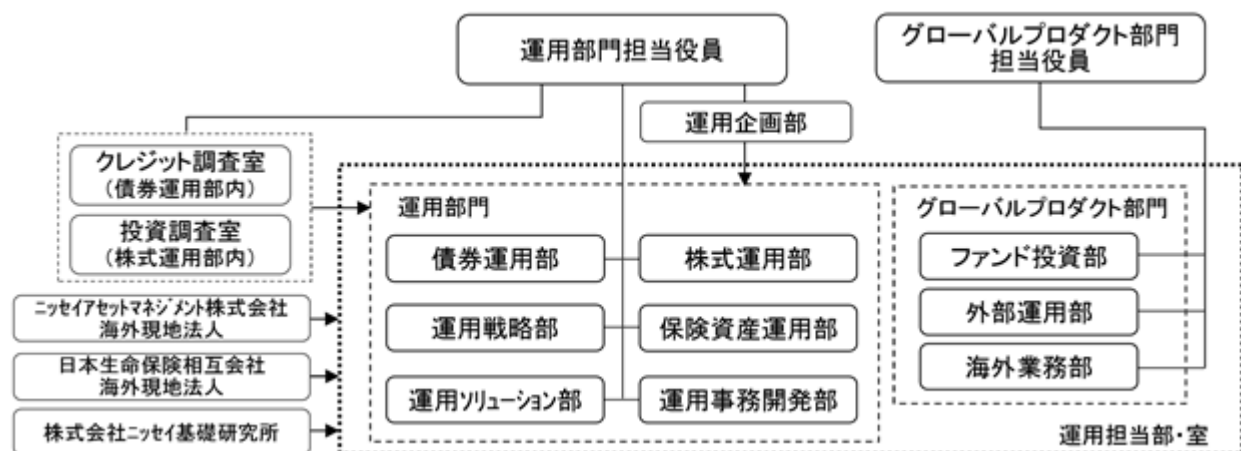 運用部門担当役員
グローバルプロダクト部門
担当役員
運用企画部
クレジット調査室
(債券運用部内)
投資調査室
(株式運用部内)
運用部門
グローバルプロダクト部門
債券運用部
株式運用部
ファンド投資部
ニッセイアセットマネジメント株式会社
海外現地法人
運用戦略部
保険資産運用部
外部運用部
日本生命保険相互会社
海外現地法人
海外業務部
運用ソリューション部
運用事務開発部
株式会社ニッセイ基礎研究所
運用担当部・室